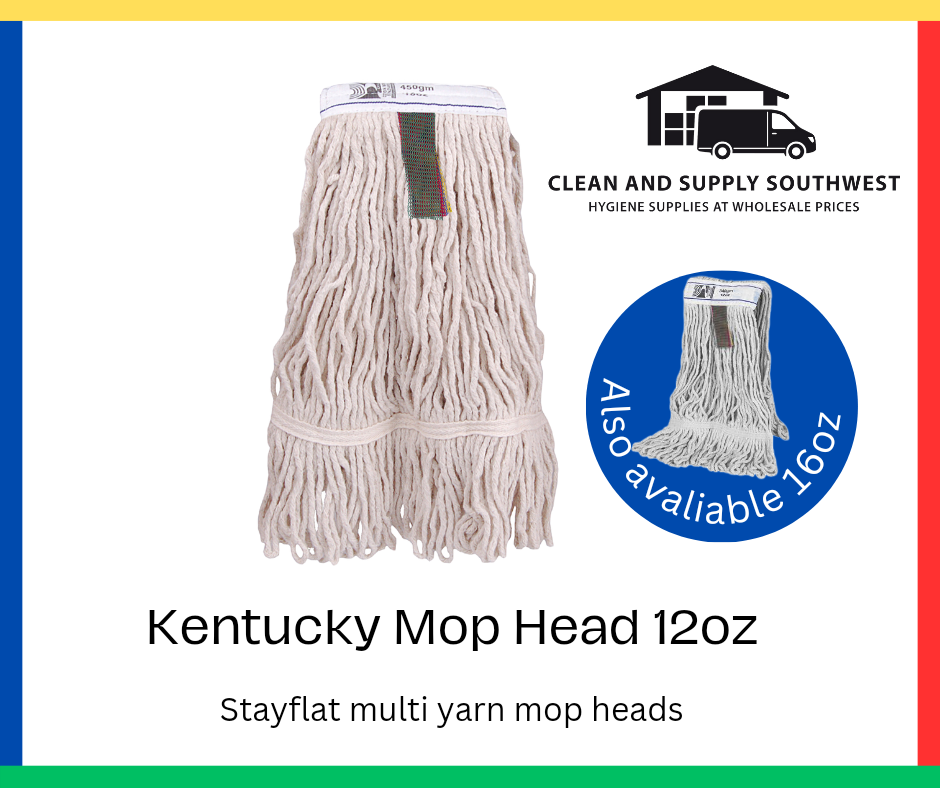 450gm
CLEAN AND SUPPLY SOUTHWEST
HYGIENE SUPPLIES AT WHOLESALE PRICES
Also avaliable 16oz
Kentucky Mop Head 12oz
Stayflat multi yarn mop heads